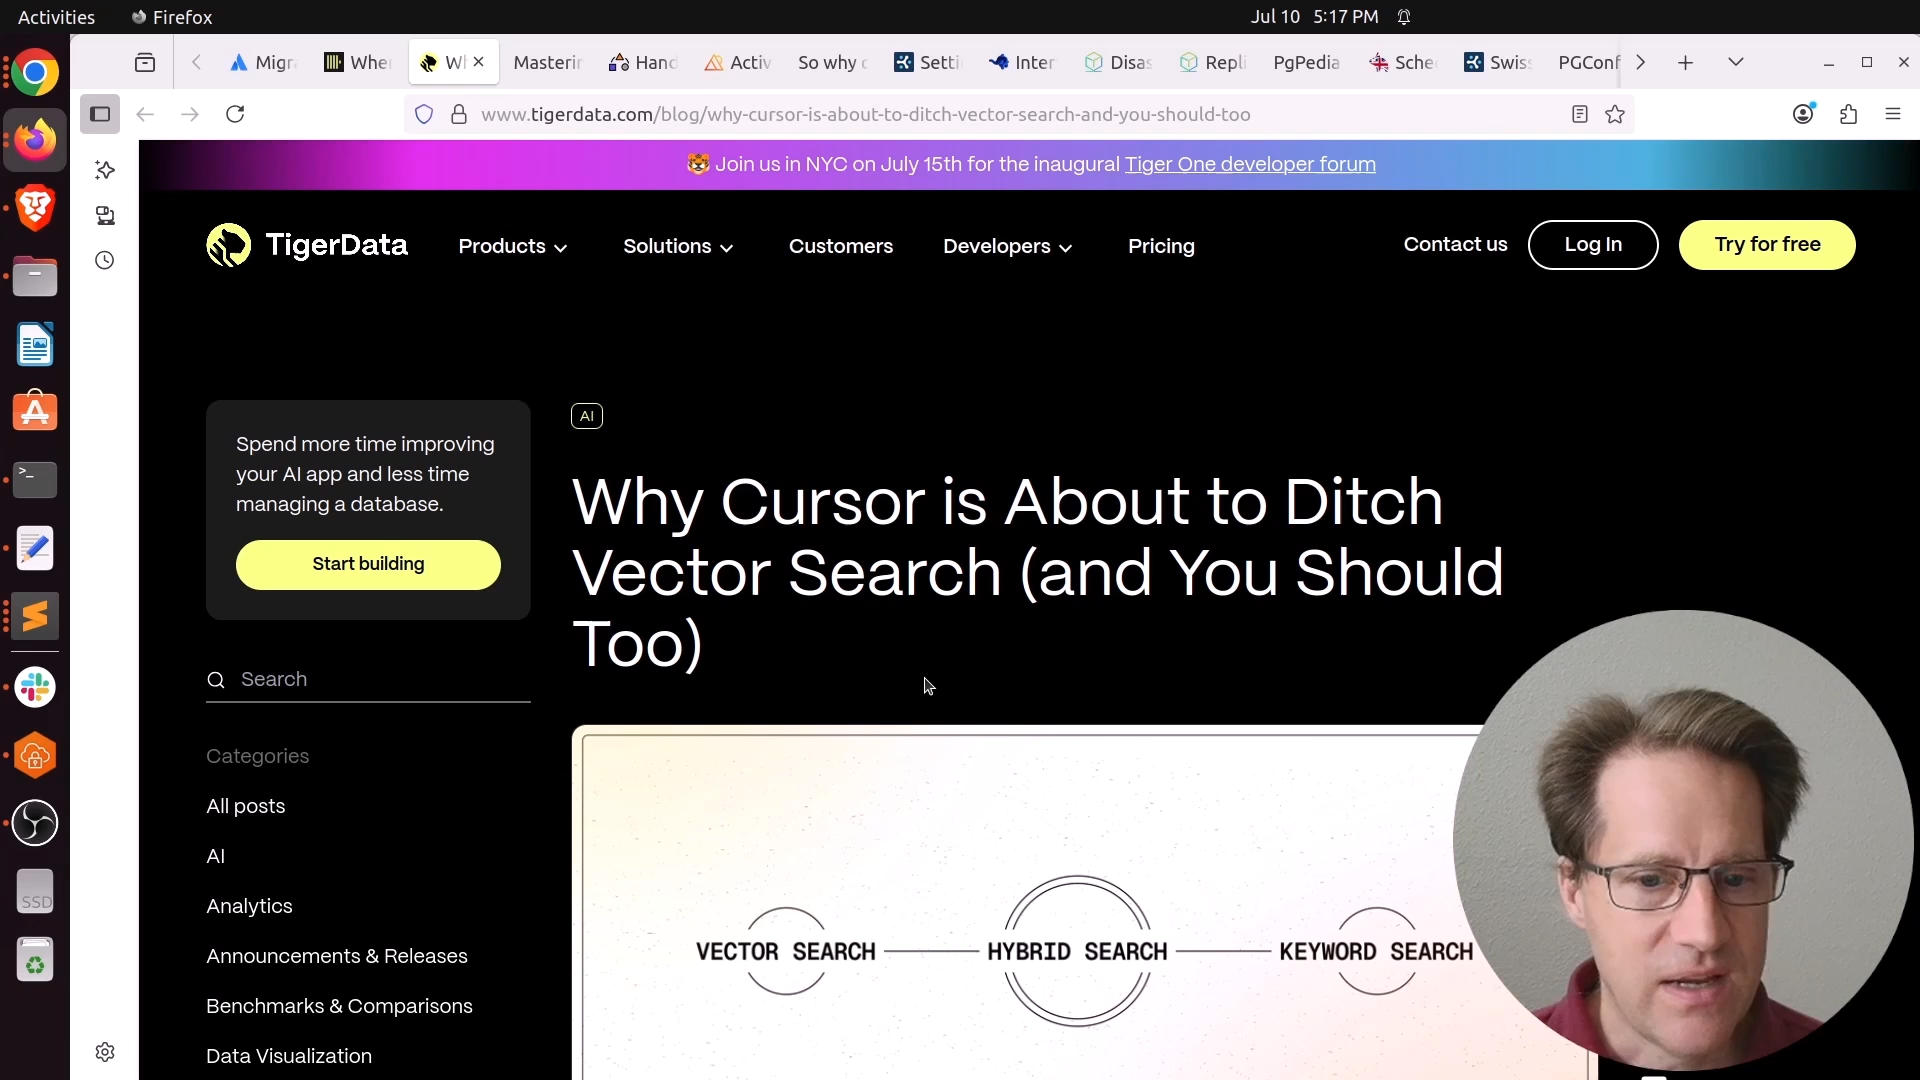 Activities
Firefox
Jul 10 5:17 PM
Migr
Whe
Wh
Masterin
Hand
Activ
So why
Setti
Inter
Disas
Repli
PgPedia
Sche
Swiss
PGConf
www.tigerdata.com/blog/why-cursor-is-about-to-ditch-vector-search-and-you-should-too
🐯 Join us in NYC on July 15th for the inaugural Tiger One developer forum
TigerData
Products
Solutions
Customers
Developers
Pricing
Contact us
Log In
Try for free
Spend more time improving
your AI app and less time
managing a database.
Start building
Search
Categories
All posts
AI
Analytics
Announcements & Releases
Benchmarks & Comparisons
Data Visualization
AI
Why Cursor is About to Ditch
Vector Search (and You Should
Too)
VECTOR SEARCH
HYBRID SEARCH
KEYWORD SEARCH
SSD